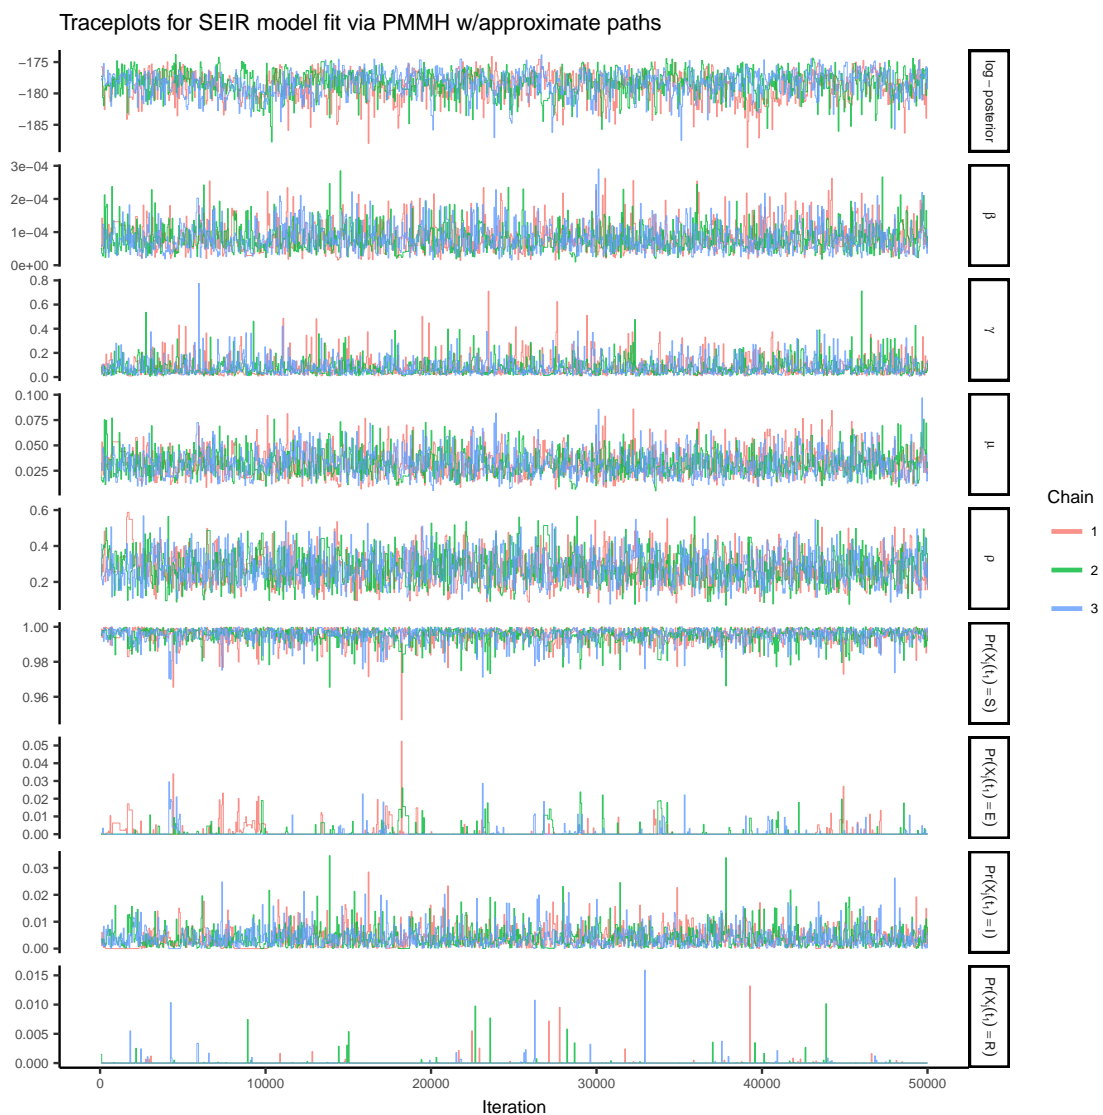 Traceplots for SEIR model fit via PMMH w/approximate paths
−175
−180
−185
log − posterior
3e−04
2e−04
1e−04
0e+00
β
0.8
0.6
0.4
0.2
0.0
γ
0.100
0.075
0.050
0.025
μ
0.6
0.4
0.2
ρ
1.00
0.98
0.96
Pr(Xj(t1) = S)
0.05
0.04
0.03
0.02
0.01
0.00
Pr(Xj(t1) = E)
0.03
0.02
0.01
0.00
Pr(Xj(t1) = I)
0.015
0.010
0.005
0.000
Pr(Xj(t1) = R)
0
10000
20000
30000
40000
50000
Iteration
Chain
1
2
3